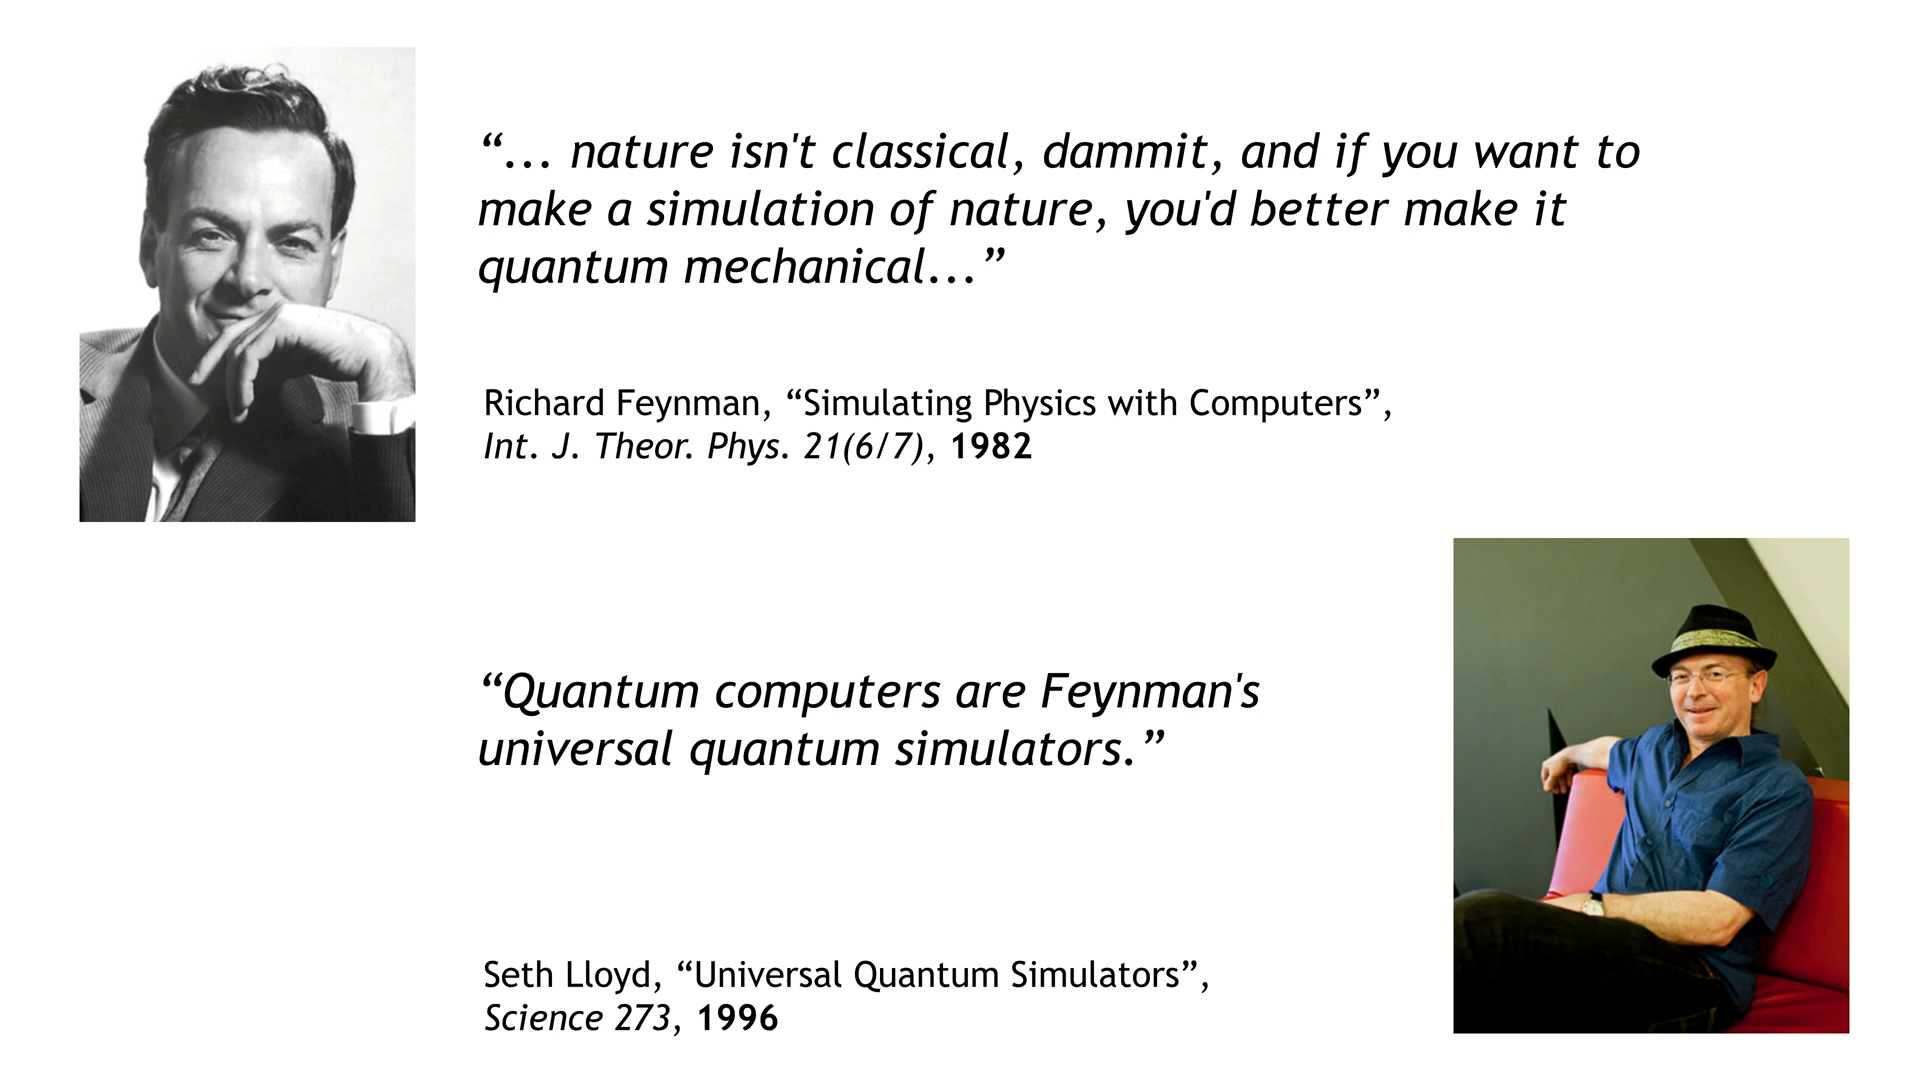 “... nature isn't classical, dammit, and if you want to
make a simulation of nature, you'd better make it
quantum mechanical...”
Richard Feynman, “Simulating Physics with Computers”,
Int. J. Theor. Phys. 21(6/7), 1982
“Quantum computers are Feynman's
universal quantum simulators.”
Seth Lloyd, “Universal Quantum Simulators”,
Science 273, 1996